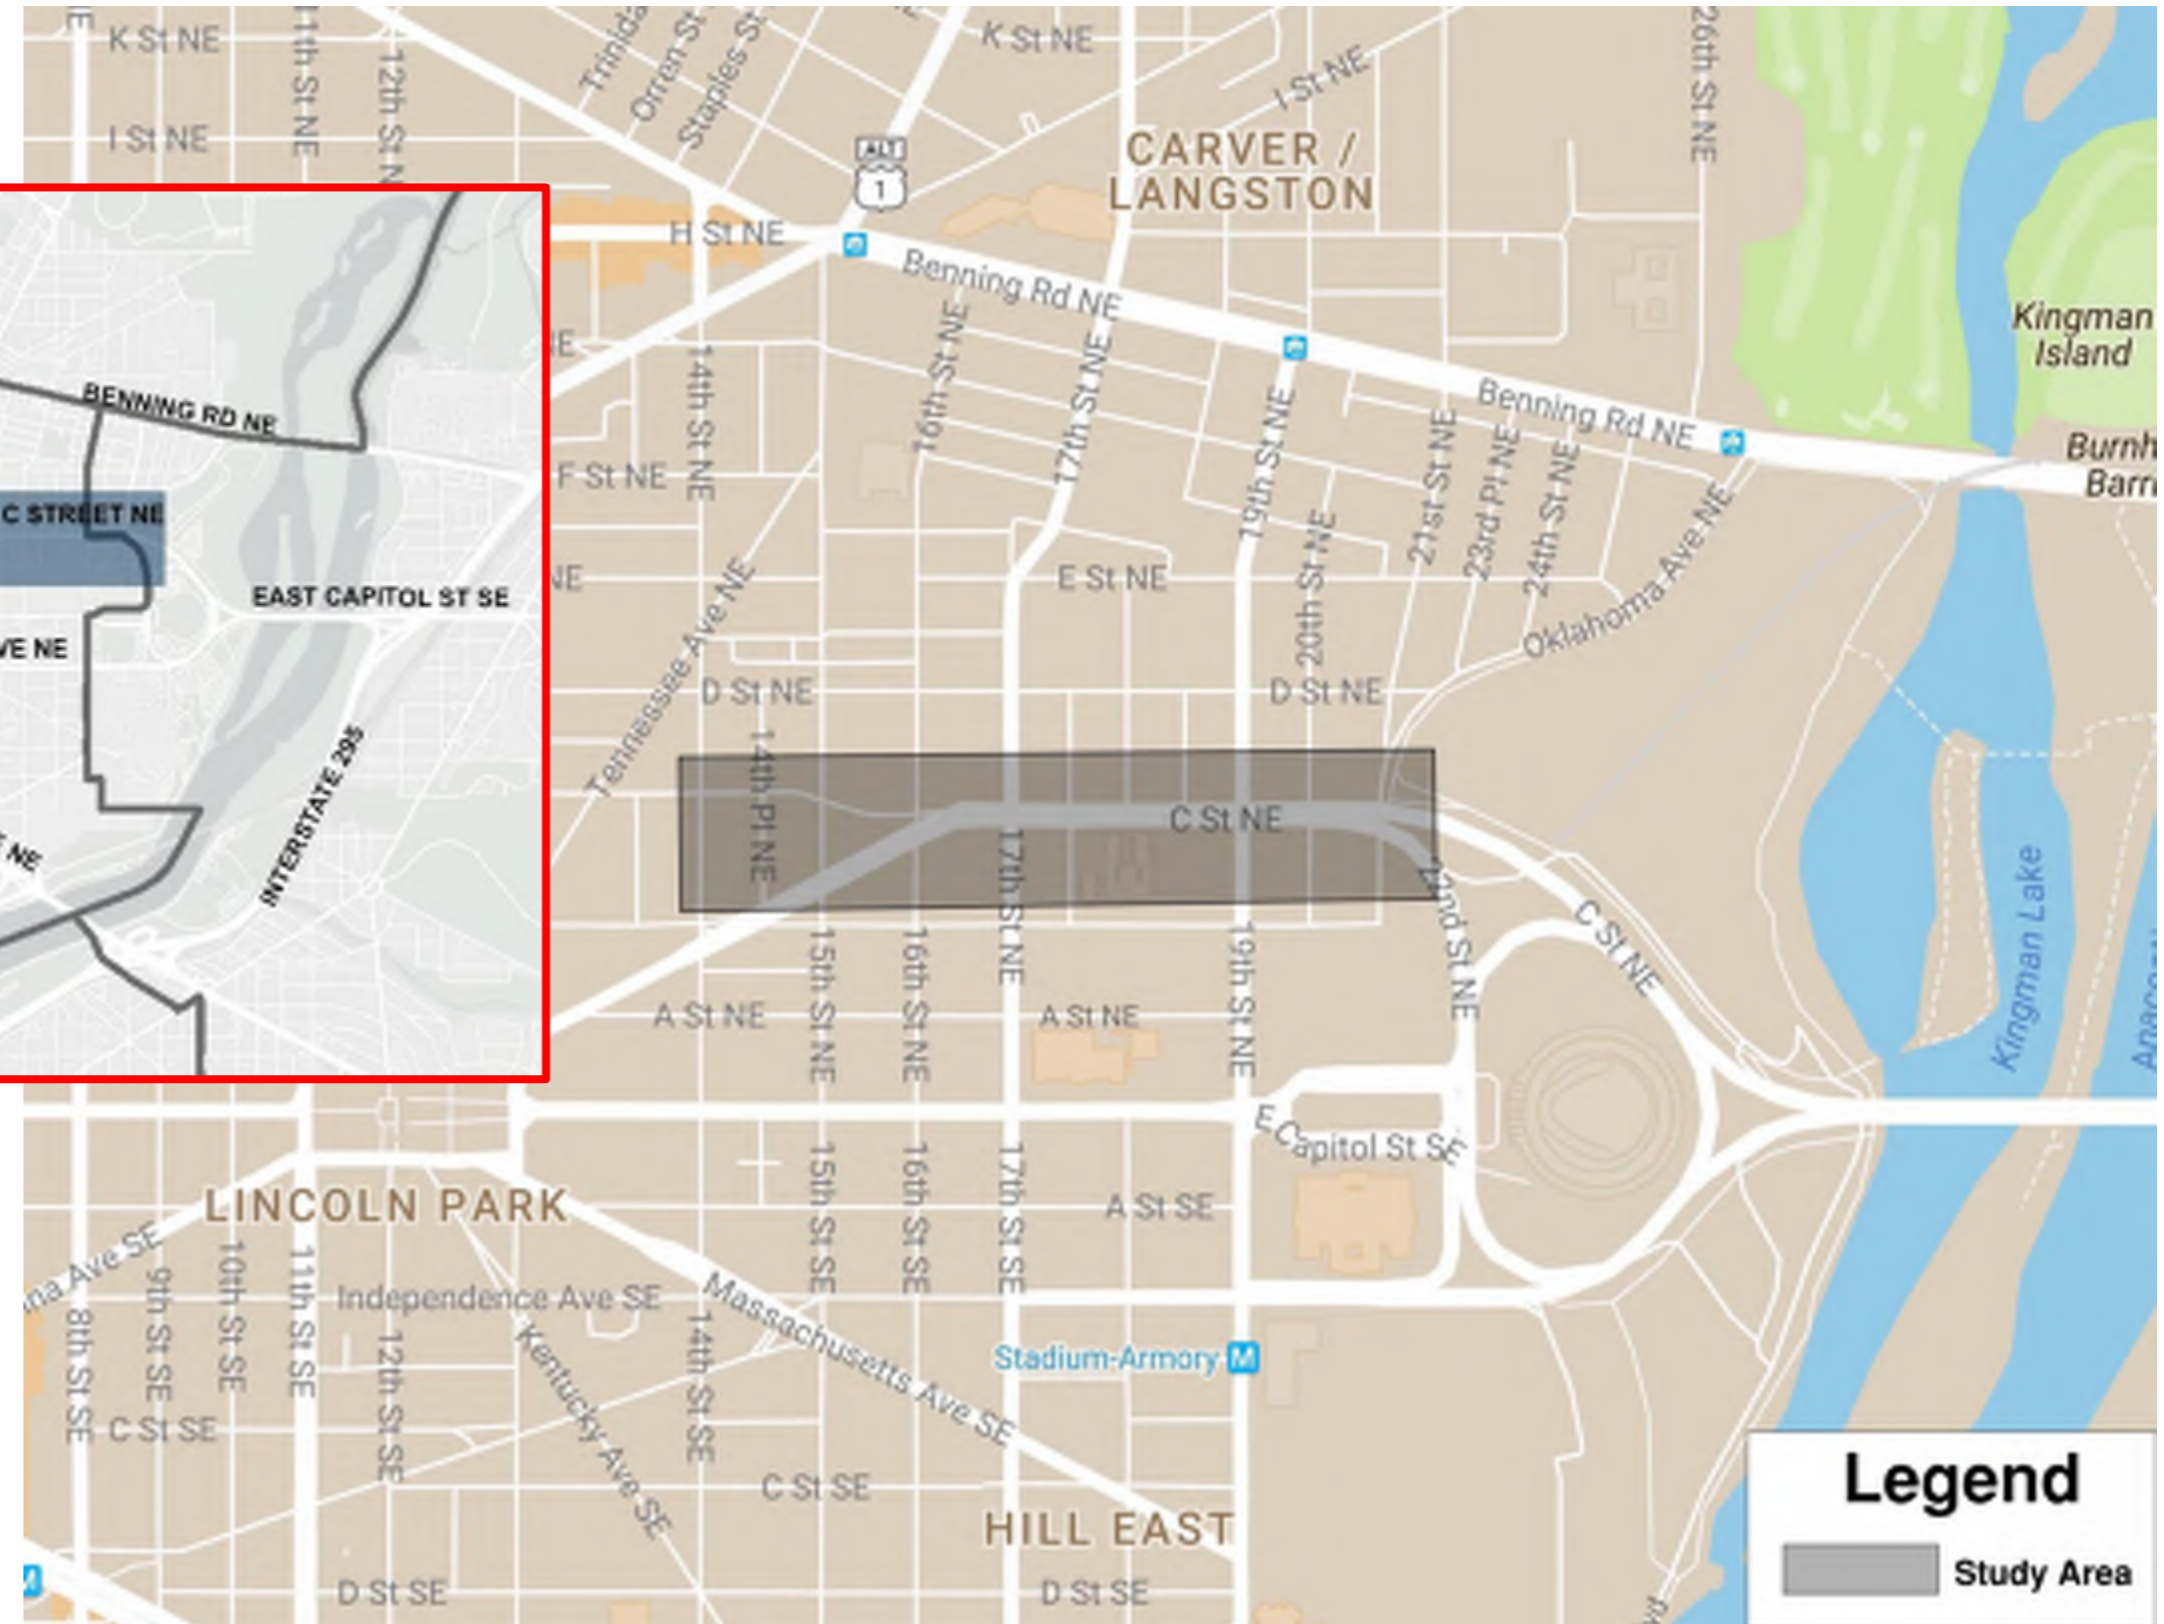 K St NE
11th St NE
12th St N
Orren St
Staples St
K St NE
I St NE
26th St NE
I St NE
CARVER /
LANGSTON
ALT
1
H St NE
Benning Rd NE
Kingman
Island
BENNING RD NE
14th St NE
16th St NE
17th St NE
19th St NE
Benning Rd NE
21st St NE
23rd Pl NE
24th St NE
F St NE
C STREET NE
20th St NE
E St NE
Oklahoma Ave NE
Tennessee Ave NE
EAST CAPITOL ST SE
VE NE
D St NE
D St NE
14th Pl NE
INTERSTATE 295
C St NE
17th St NE
22nd St NE
C St NE
Kingman Lake
15th St NE
16th St NE
19th St NE
A St NE
A St NE
E Capitol St SE
15th St SE
16th St SE
17th St SE
A St SE
LINCOLN PARK
9th St SE
10th St SE
11th St SE
8th St SE
12th St SE
Independence Ave SE
Massachusetts Ave SE
Kentucky Ave SE
14th St SE
Stadium-Armory M
C St SE
C St SE
HILL EAST
D St SE
D St SE
Legend
Study Area